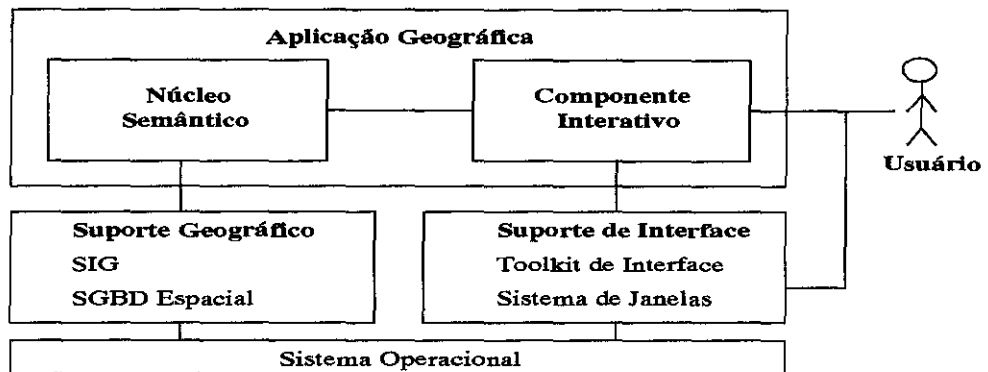 Aplicação Geográfica
Núcleo
Semântico
Componente
Interativo
Usuário
Suporte Geográfico
SIG
SGBD Espacial
Suporte de Interface
Toolkit de Interface
Sistema de Janelas
Sistema Operacional